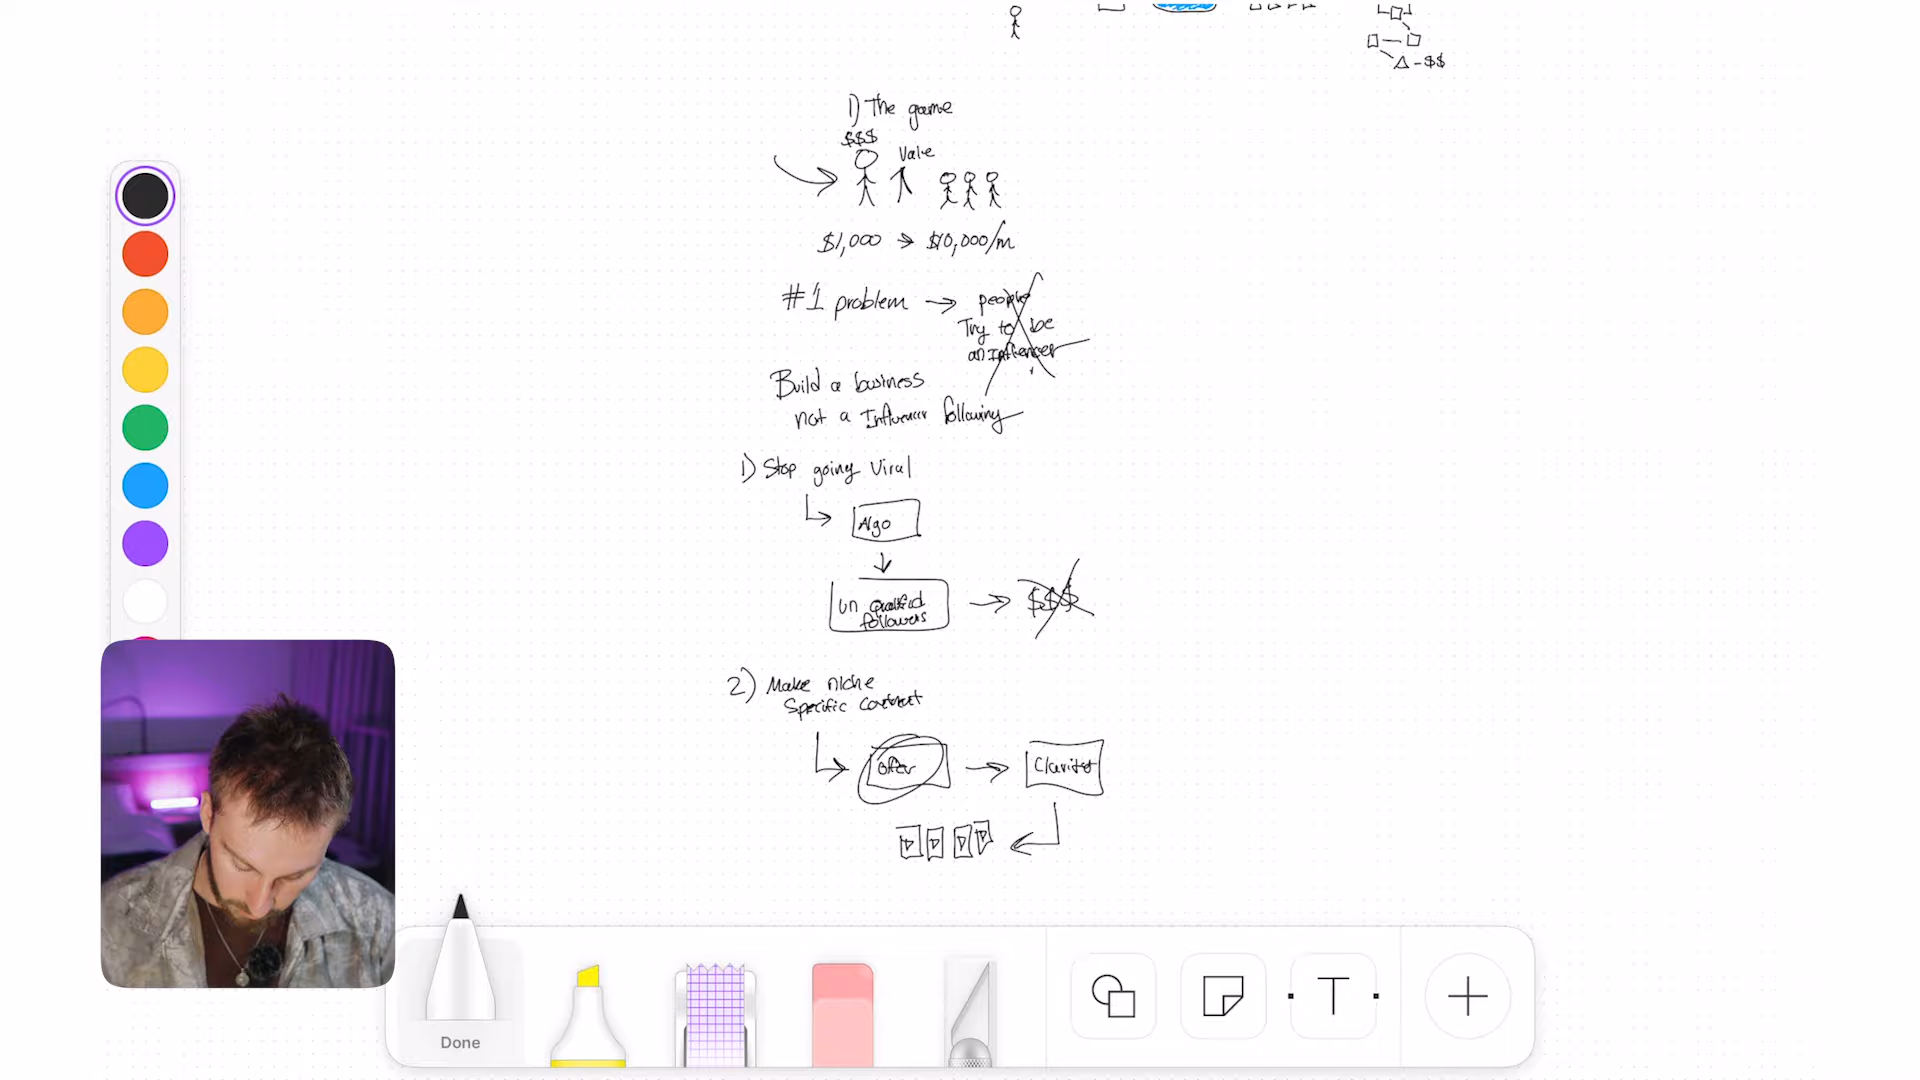 -$$
1) The game
$$$
Value
$1,000 → $10,000/m
#1 problem → people
Try to be
an Influencer
Build a business
not a Influencer following
1) Stop going Viral
Algo
un qualified
followers
$$$
2) Make niche
Specific content
Offer
Clarity
Done
T